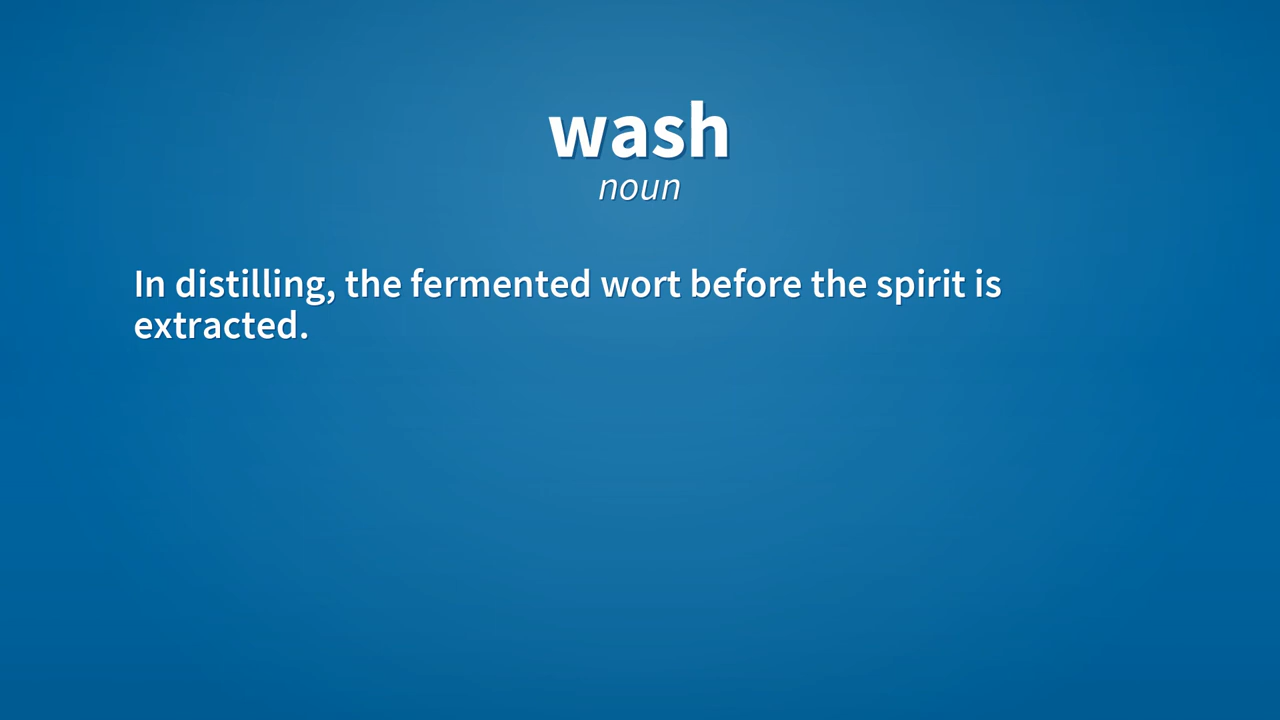 wash
noun
In distilling, the fermented wort before the spirit is
extracted.